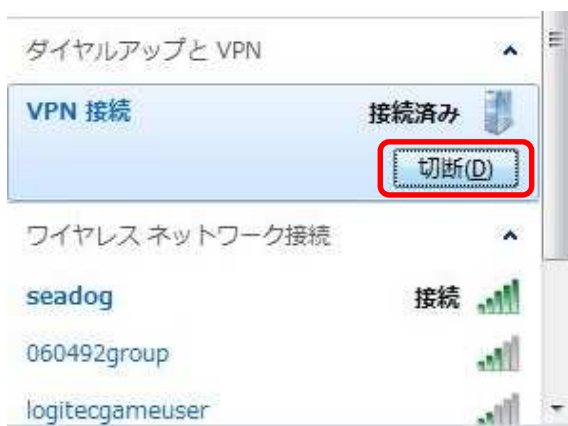 ダイヤルアップと VPN
VPN 接続 接続済み
切断(D)
ワイヤレス ネットワーク接続
seadog 接続
060492group
logitecgameuser